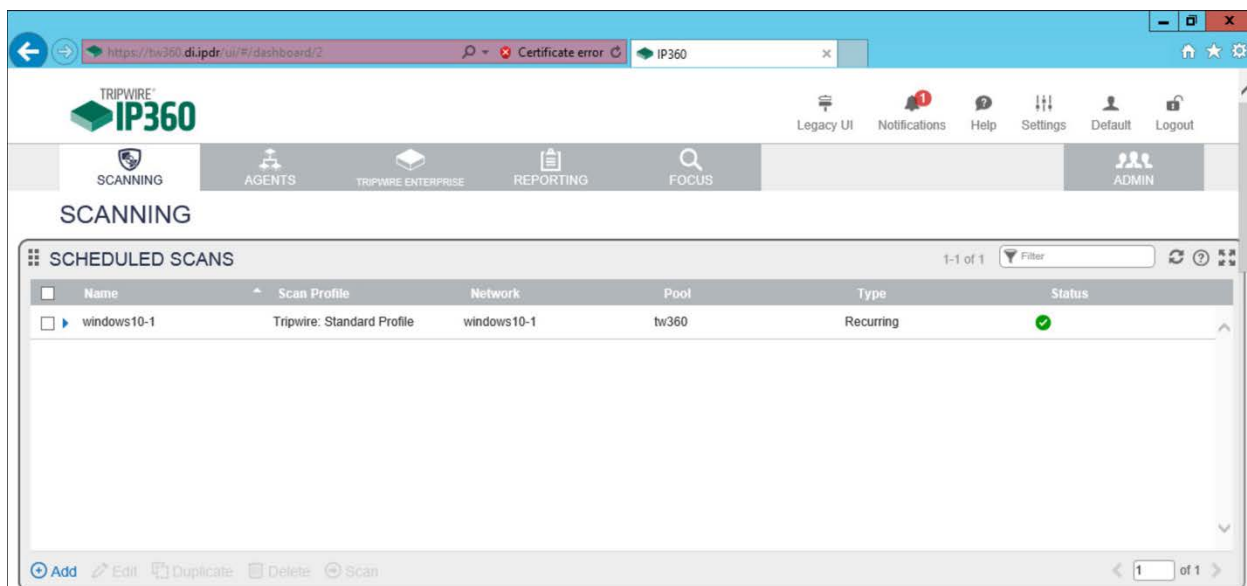 https://tw360.di.ipdr/ui/#/dashboard/2 Certificate error IP360
TRIPWIRE
IP360
Legacy UI 1 Notifications Help Settings Default Logout
SCANNING AGENTS TRIPWIRE ENTERPRISE REPORTING FOCUS ADMIN
SCANNING
SCHEDULED SCANS 1-1 of 1 Filter
Name Scan Profile Network Pool Type Status
windows10-1 Tripwire: Standard Profile windows10-1 tw360 Recurring
Add Edit Duplicate Delete Scan 1 of 1